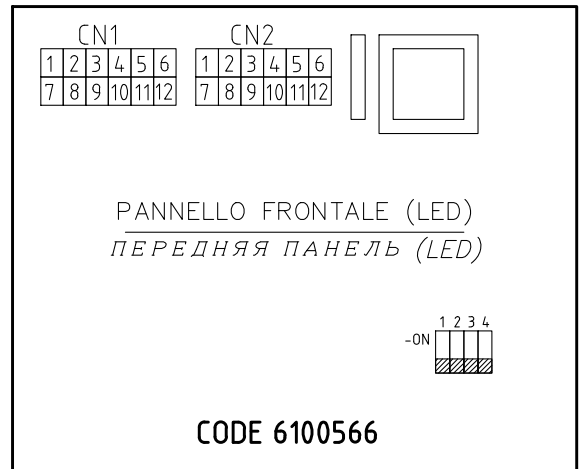 CN1 CN2
1 2 3 4 5 6 1 2 3 4 5 6
7 8 9 10 11 12 7 8 9 10 11 12
PANNELLO FRONTALE (LED)
ПЕРЕДНЯЯ ПАНЕЛЬ (LED)
1 2 3 4
-ON
CODE 6100566